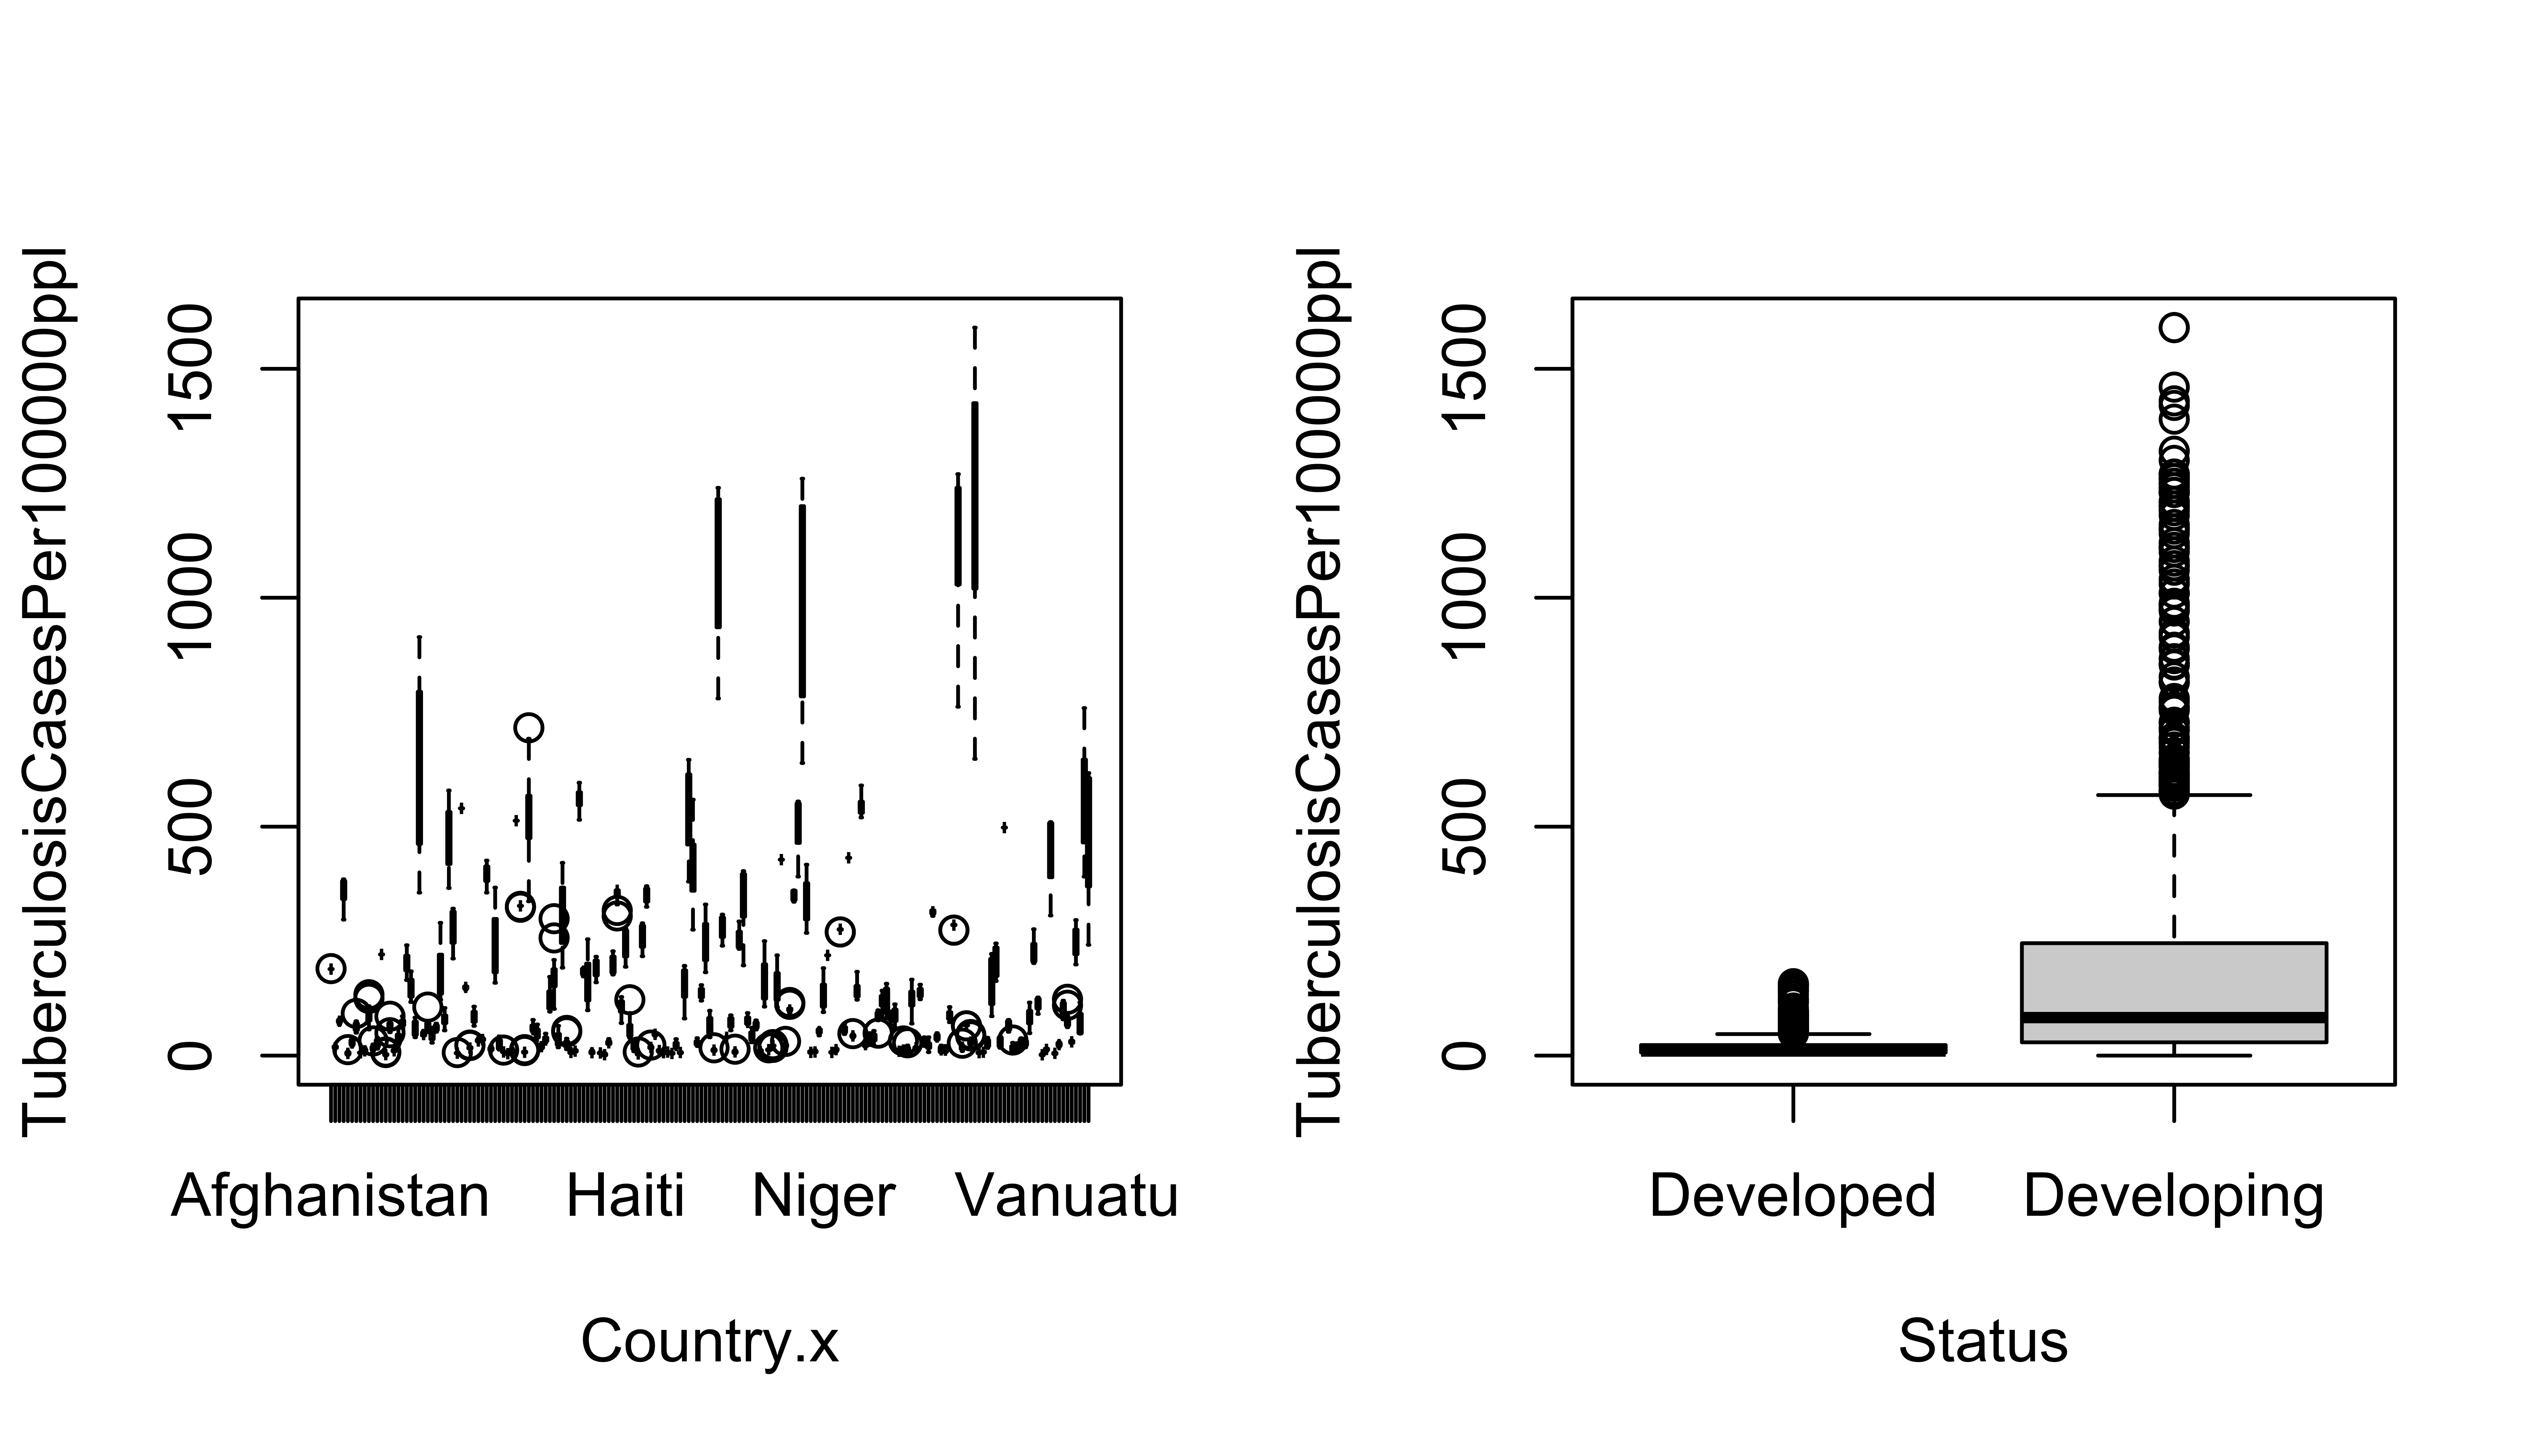 TuberculosisCasesPer100000ppl
1500
1000
500
0
Afghanistan Haiti Niger Vanuatu
Country.x
TuberculosisCasesPer100000ppl
1500
1000
500
0
Developed Developing
Status